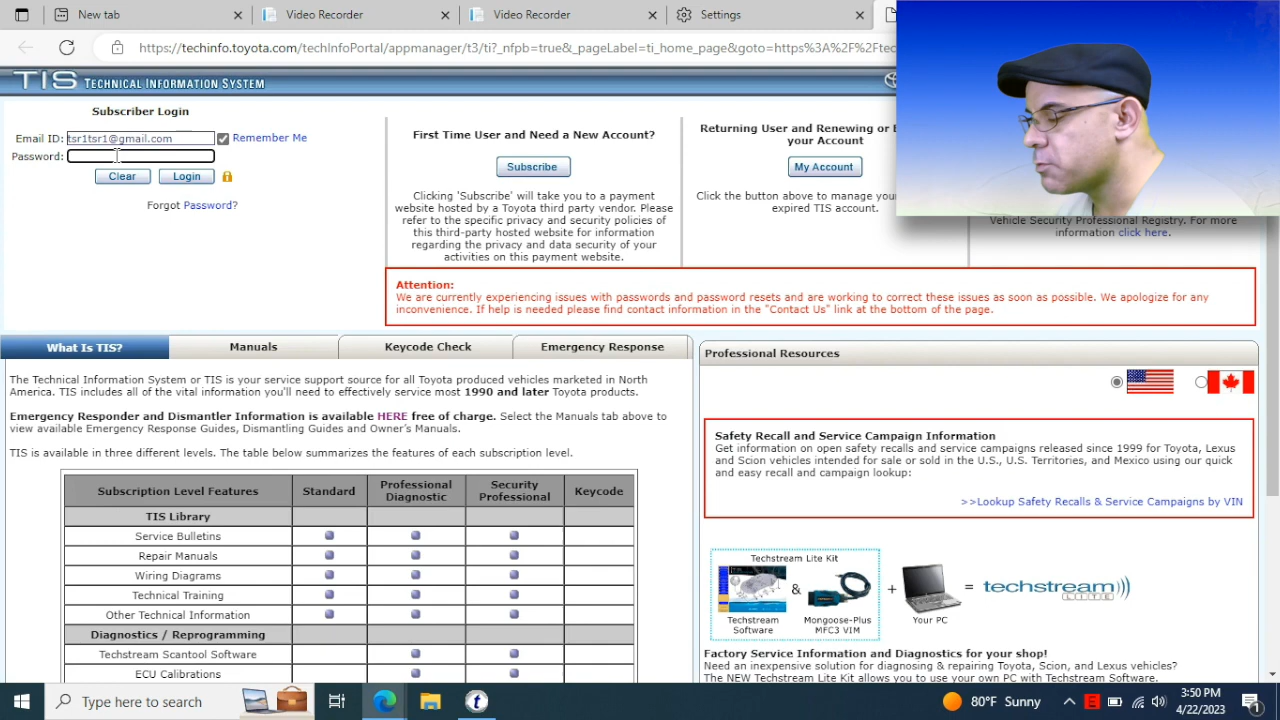 New tab
Video Recorder
Video Recorder
Settings
https://techinfo.toyota.com/techInfoPortal/appmanager/t3/ti?_nfpb=true&_pageLabel=ti_home_page&goto=https%3A%2F%2Ftec
TIS TECHNICAL INFORMATION SYSTEM
Subscriber Login
Email ID: tsr1tsr1@gmail.com Remember Me
Password:
Clear Login
Forgot Password?
First Time User and Need a New Account?
Subscribe
Clicking 'Subscribe' will take you to a payment
website hosted by a Toyota third party vendor. Please
refer to the specific privacy and security policies of
this third-party hosted website for information
regarding the privacy and data security of your
activities on this payment website.
Returning User and Renewing or
your Account
My Account
Click the button above to manage your
expired TIS account.
Vehicle Security Professional Registry. For more
information click here.
Attention:
We are currently experiencing issues with passwords and password resets and are working to correct these issues as soon as possible. We apologize for any
inconvenience. If help is needed please find contact information in the "Contact Us" link at the bottom of the page.
What Is TIS? Manuals Keycode Check Emergency Response
The Technical Information System or TIS is your service support source for all Toyota produced vehicles marketed in North
America. TIS includes all of the vital information you'll need to effectively service most 1990 and later Toyota products.
Emergency Responder and Dismantler Information is available HERE free of charge. Select the Manuals tab above to
view available Emergency Response Guides, Dismantling Guides and Owner's Manuals.
TIS is available in three different levels. The table below summarizes the features of each subscription level.
Subscription Level Features Standard Professional Diagnostic Security Professional Keycode
TIS Library
Service Bulletins
Repair Manuals
Wiring Diagrams
Technical Training
Other Technical Information
Diagnostics / Reprogramming
Techstream Scantool Software
ECU Calibrations
Professional Resources
Safety Recall and Service Campaign Information
Get information on open safety recalls and service campaigns released since 1999 for Toyota, Lexus
and Scion vehicles intended for sale or sold in the U.S., U.S. Territories, and Mexico using our quick
and easy recall and campaign lookup:
>>Lookup Safety Recalls & Service Campaigns by VIN
Techstream Lite Kit
& + = techstream
LITE
Techstream
Software
Mongoose-Plus
MFC3 VIM
Your PC
Factory Service Information and Diagnostics for your shop!
Need an inexpensive solution for diagnosing & repairing Toyota, Scion, and Lexus vehicles?
The NEW Techstream Lite Kit allows you to use your own PC with Techstream Software.
Type here to search
80°F Sunny
3:50 PM
4/22/2023
1